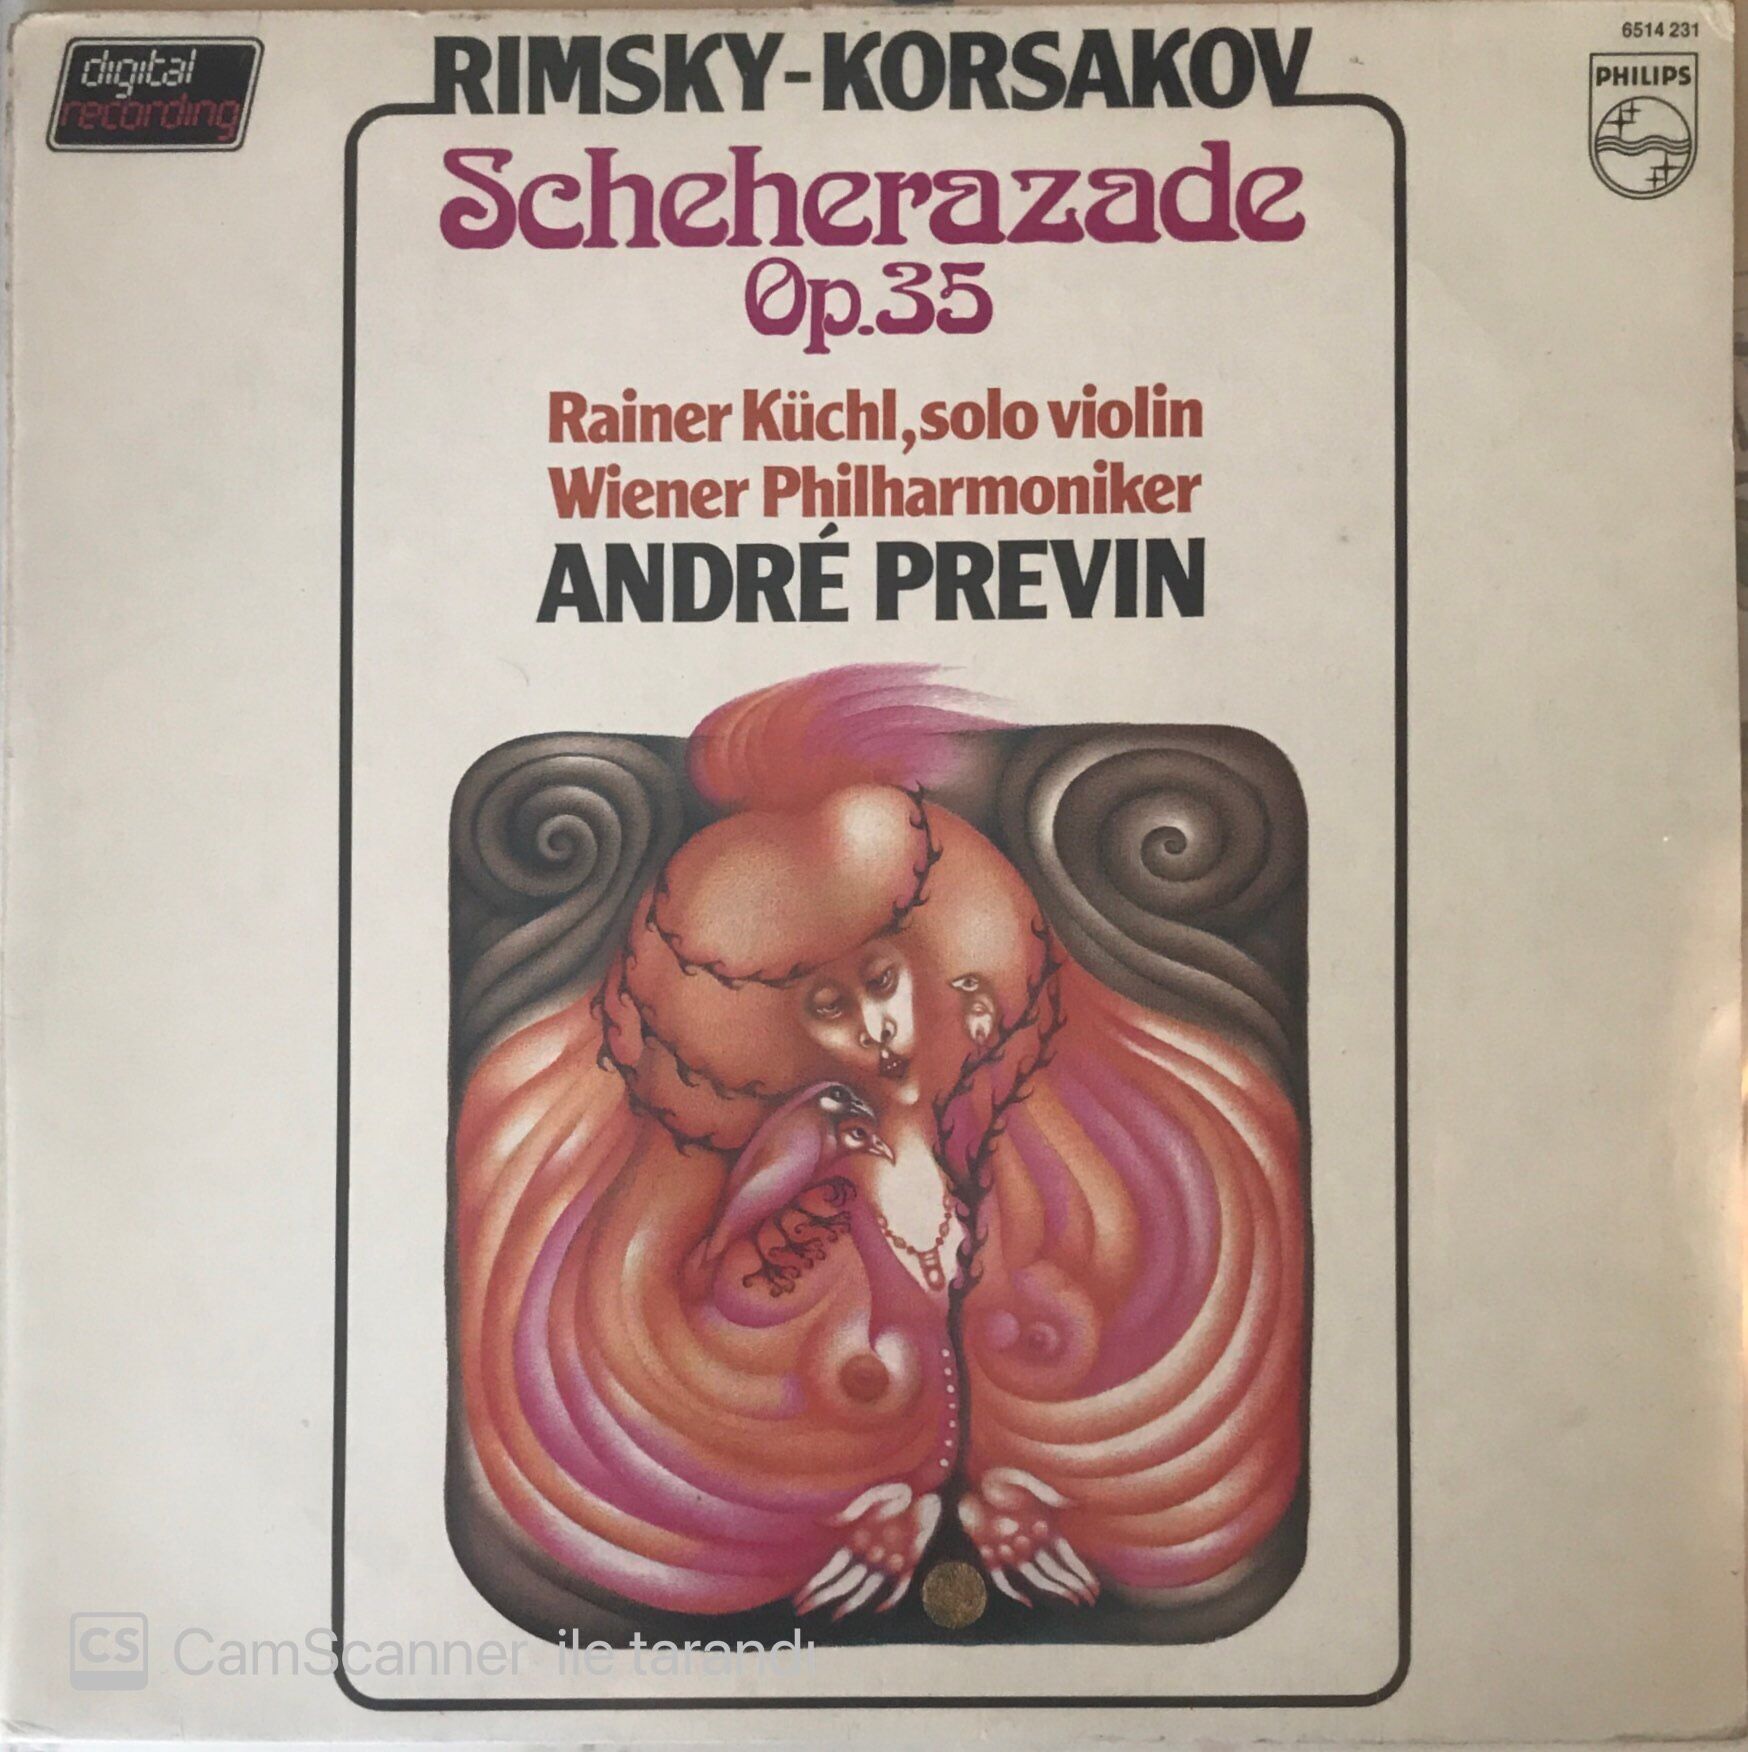 digital
recording
RIMSKY-KORSAKOV
6514 231
PHILIPS
Scheherazade
Op.35
Rainer Küchl, solo violin
Wiener Philharmoniker
ANDRÉ PREVIN
CS CamScanner ile tarandı